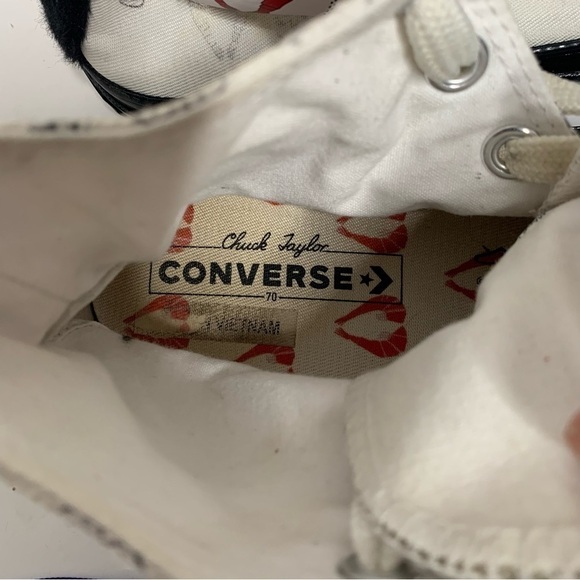 Chuck Taylor
CONVERSE
70
VIETNAM